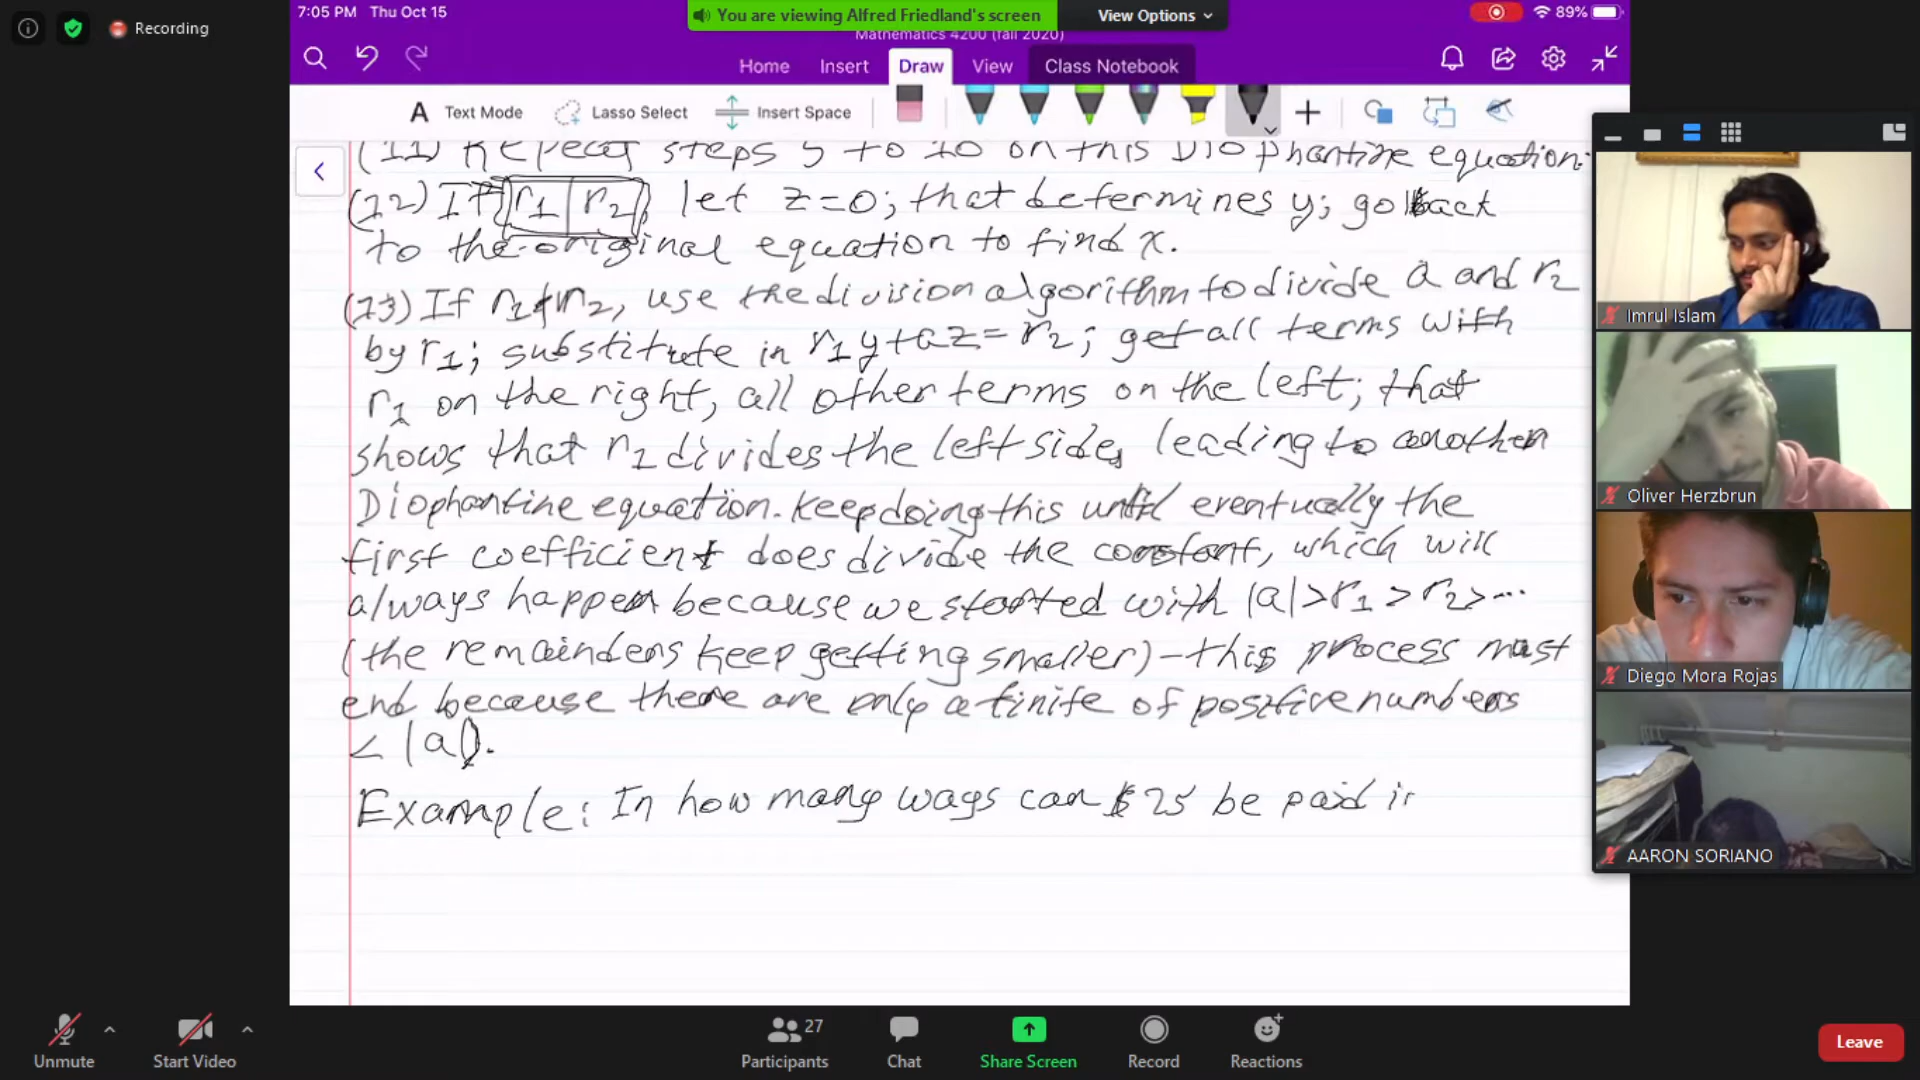 7:05 PM Thu Oct 15
You are viewing Alfred Friedland's screen
View Options
89%
Recording
Mathematics 4200 (fall 2020)
Home Insert Draw View Class Notebook
A Text Mode Lasso Select Insert Space
(11) Repeat steps 5 to 10 on this Diophantine equation.
(12) If r1|r2, let z=0; that determines y; go back
to the original equation to find x.
(13) If r1∤r2, use the division algorithm to divide a and r2
by r1; substitute in r1y+az=r2; get all terms with
r1 on the right, all other terms on the left; that
shows that r1 divides the left side, leading to another
Diophantine equation. Keep doing this until eventually the
first coefficient does divide the constant, which will
always happen because we started with |a|>r1>r2>...
(the remainders keep getting smaller) - this process must
end because there are only a finite of positive numbers
< |a|.
Example: In how many ways can $25 be paid in
Imrul Islam
Oliver Herzbrun
Diego Mora Rojas
AARON SORIANO
Unmute
Start Video
27
Participants
Chat
Share Screen
Record
Reactions
Leave